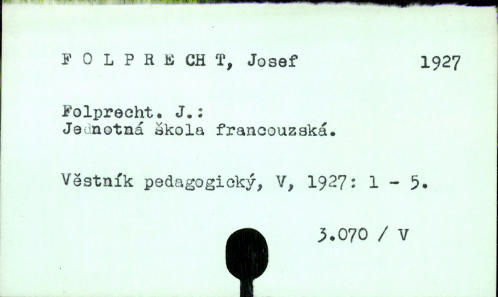 F O L P R E CH T, Josef 1927
Folprecht. J.:
Jednotná škola francouzská.
Věstník pedagogický, V, 1927: 1 - 5.
3.070 / V